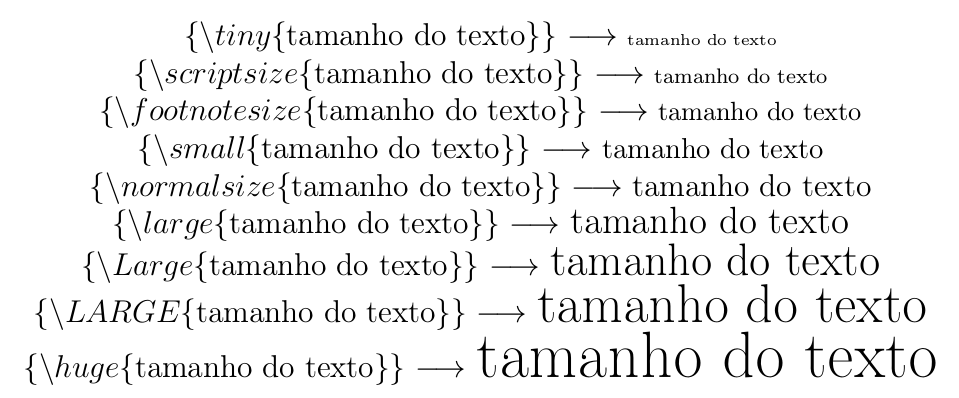 {\tiny{tamanho do texto}} ⟶ tamanho do texto
{\scriptsize{tamanho do texto}} ⟶ tamanho do texto
{\footnotesize{tamanho do texto}} ⟶ tamanho do texto
{\small{tamanho do texto}} ⟶ tamanho do texto
{\normalsize{tamanho do texto}} ⟶ tamanho do texto
{\large{tamanho do texto}} ⟶ tamanho do texto
{\Large{tamanho do texto}} ⟶ tamanho do texto
{\LARGE{tamanho do texto}} ⟶ tamanho do texto
{\huge{tamanho do texto}} ⟶ tamanho do texto